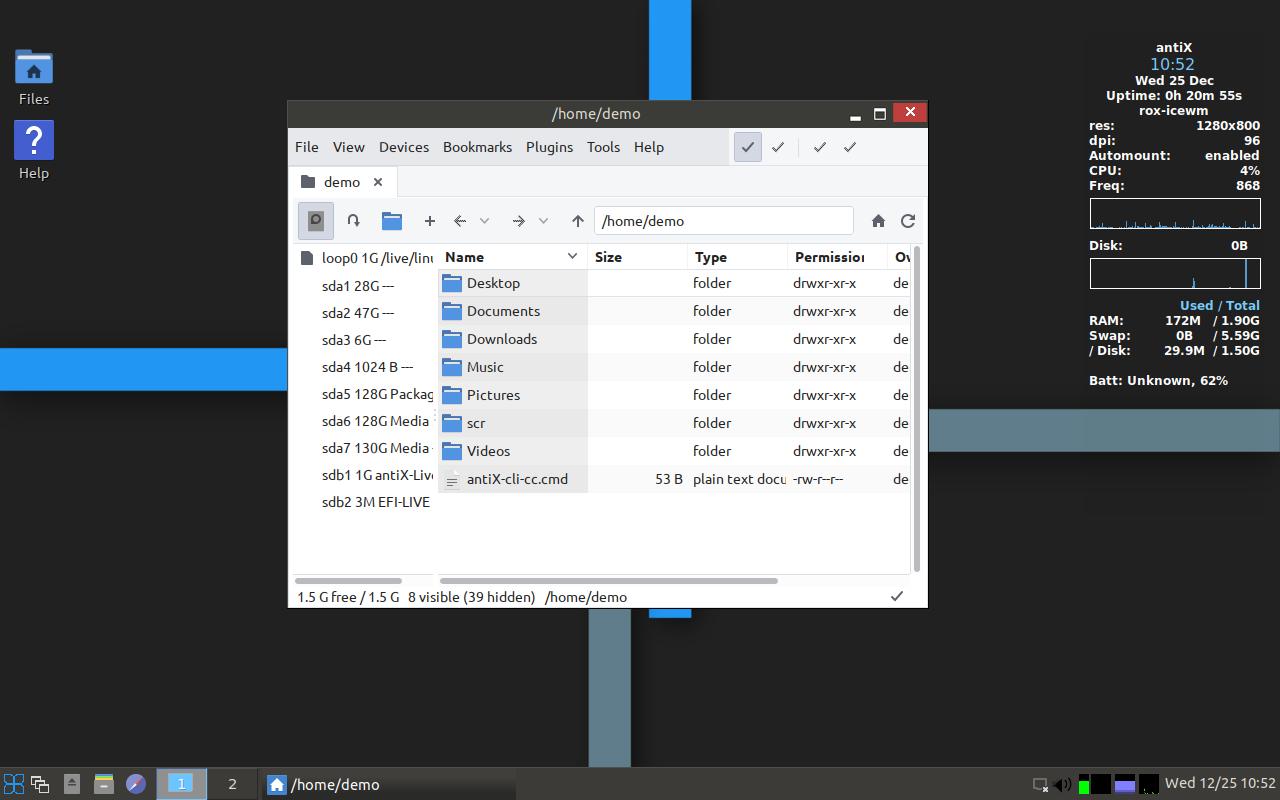 Files
Help
antiX
10:52
Wed 25 Dec
Uptime: 0h 20m 55s
rox-icewm
res: 1280x800
dpi: 96
Automount: enabled
CPU: 4%
Freq: 868
Disk: 0B
Used / Total
RAM: 172M / 1.90G
Swap: 0B / 5.59G
/ Disk: 29.9M / 1.50G
Batt: Unknown, 62%
/home/demo
File View Devices Bookmarks Plugins Tools Help
demo
/home/demo
loop0 1G /live/linu
sda1 28G ---
sda2 47G ---
sda3 6G ---
sda4 1024 B ---
sda5 128G Packag
sda6 128G Media
sda7 130G Media
sdb1 1G antiX-Live
sdb2 3M EFI-LIVE
Name Size Type Permission Ow
Desktop folder drwxr-xr-x de
Documents folder drwxr-xr-x de
Downloads folder drwxr-xr-x de
Music folder drwxr-xr-x de
Pictures folder drwxr-xr-x de
scr folder drwxr-xr-x de
Videos folder drwxr-xr-x de
antiX-cli-cc.cmd 53 B plain text docu -rw-r--r-- de
1.5 G free / 1.5 G 8 visible (39 hidden) /home/demo
1 2 /home/demo Wed 12/25 10:52